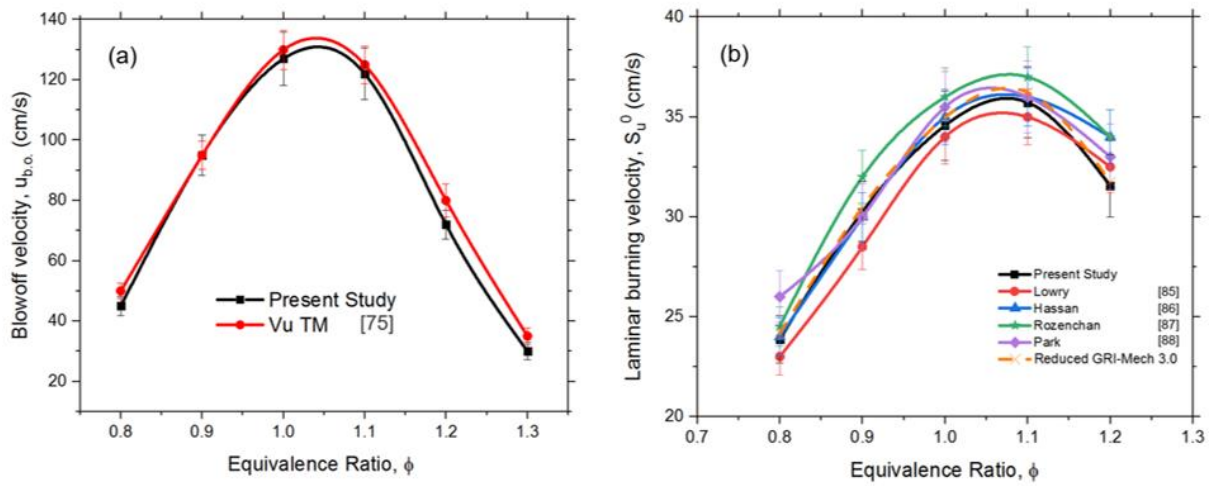 (a)
Blowoff velocity, u_b.o. (cm/s)
140
120
100
80
60
40
20
Present Study
Vu TM [75]
0.8 0.9 1.0 1.1 1.2 1.3
Equivalence Ratio, ϕ
(b)
Laminar burning velocity, S_u^0 (cm/s)
40
35
30
25
20
Present Study
Lowry [85]
Hassan [86]
Rozenchan [87]
Park [88]
Reduced GRI-Mech 3.0
0.7 0.8 0.9 1.0 1.1 1.2 1.3
Equivalence Ratio, ϕ